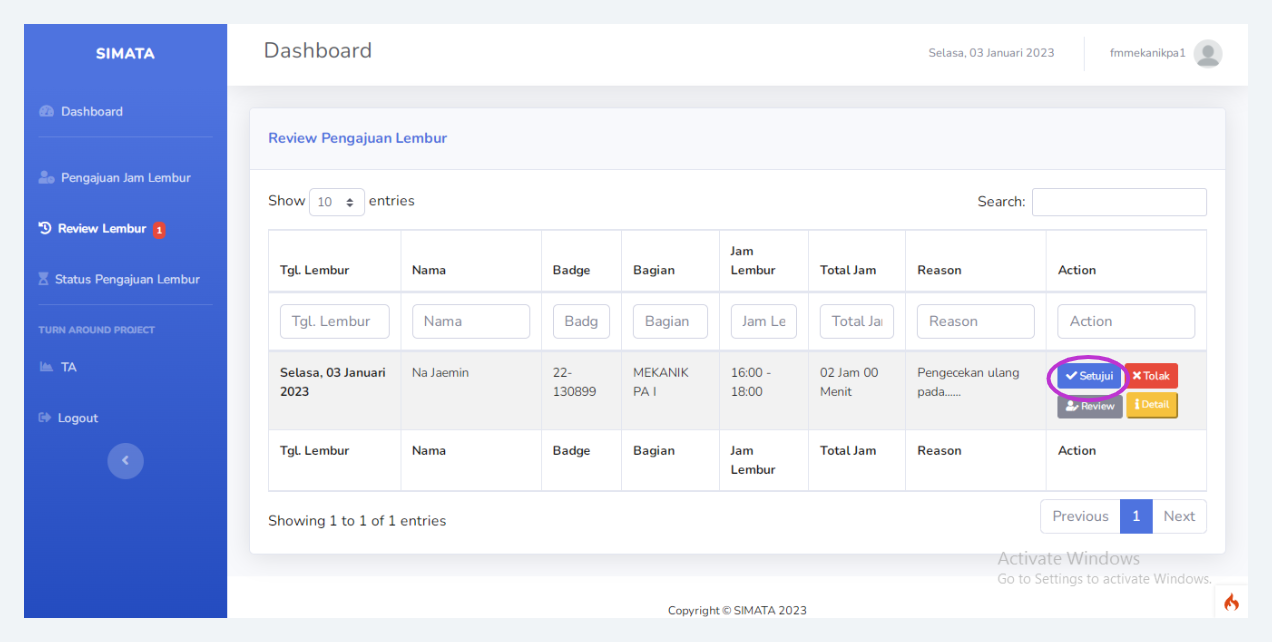 SIMATA
Dashboard
Selasa, 03 Januari 2023
fmmekanikpa1
Dashboard
Pengajuan Jam Lembur
Review Lembur 1
Status Pengajuan Lembur
TURN AROUND PROJECT
TA
Logout
Review Pengajuan Lembur
Show 10 entries
Search:
Tgl. Lembur
Nama
Badge
Bagian
Jam
Lembur
Total Jam
Reason
Action
Tgl. Lembur
Nama
Badg
Bagian
Jam Le
Total Ja
Reason
Action
Selasa, 03 Januari
2023
Na Jaemin
22-
130899
MEKANIK
PA I
16:00 -
18:00
02 Jam 00
Menit
Pengecekan ulang
pada......
Setujui
Tolak
Review
Detail
Tgl. Lembur
Nama
Badge
Bagian
Jam
Lembur
Total Jam
Reason
Action
Showing 1 to 1 of 1 entries
Previous 1 Next
Activate Windows
Go to Settings to activate Windows.
Copyright © SIMATA 2023